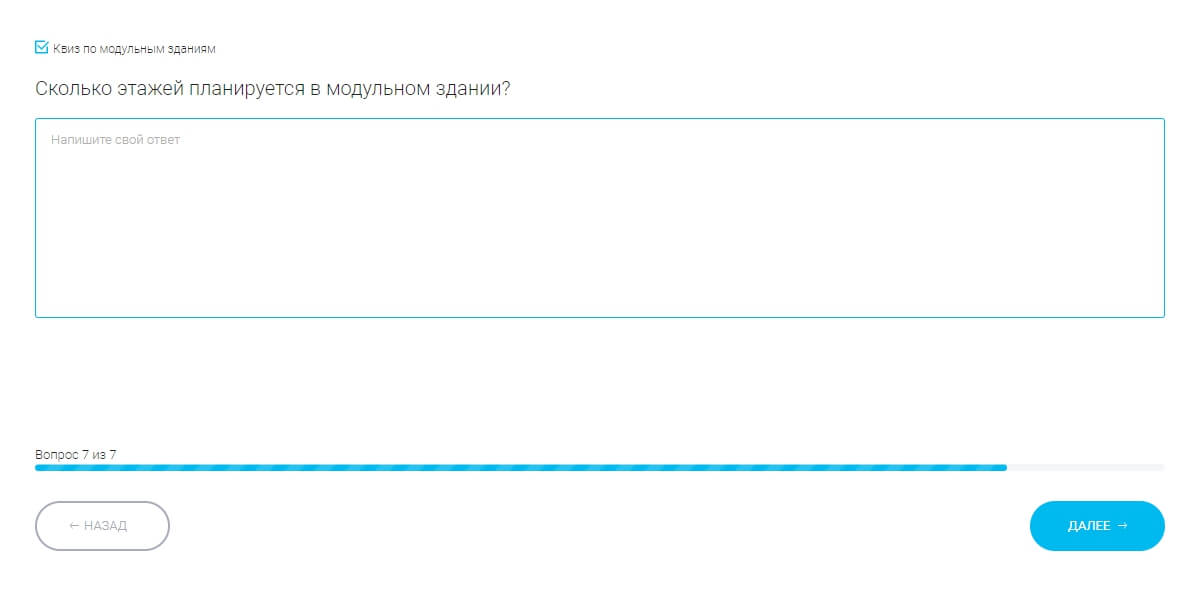 Квиз по модульным зданиям
Сколько этажей планируется в модульном здании?
Напишите свой ответ
Вопрос 7 из 7
← НАЗАД
ДАЛЕЕ →